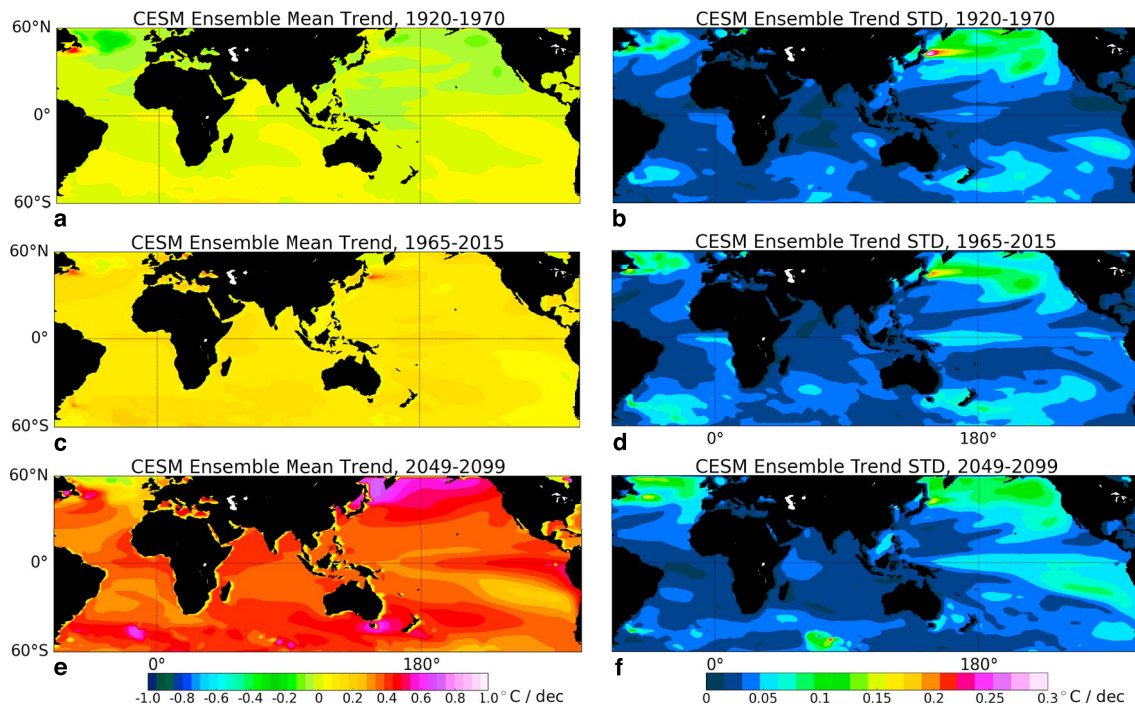 CESM Ensemble Mean Trend, 1920-1970
60°N
0°
60°S
a
CESM Ensemble Trend STD, 1920-1970
b
CESM Ensemble Mean Trend, 1965-2015
60°N
0°
60°S
c
180°
CESM Ensemble Trend STD, 1965-2015
d
0°
180°
CESM Ensemble Mean Trend, 2049-2099
60°N
0°
60°S
e
0°
180°
-1.0 -0.8 -0.6 -0.4 -0.2 0 0.2 0.4 0.6 0.8 1.0 °C / dec
CESM Ensemble Trend STD, 2049-2099
f
0°
180°
0 0.05 0.1 0.15 0.2 0.25 0.3 °C / dec